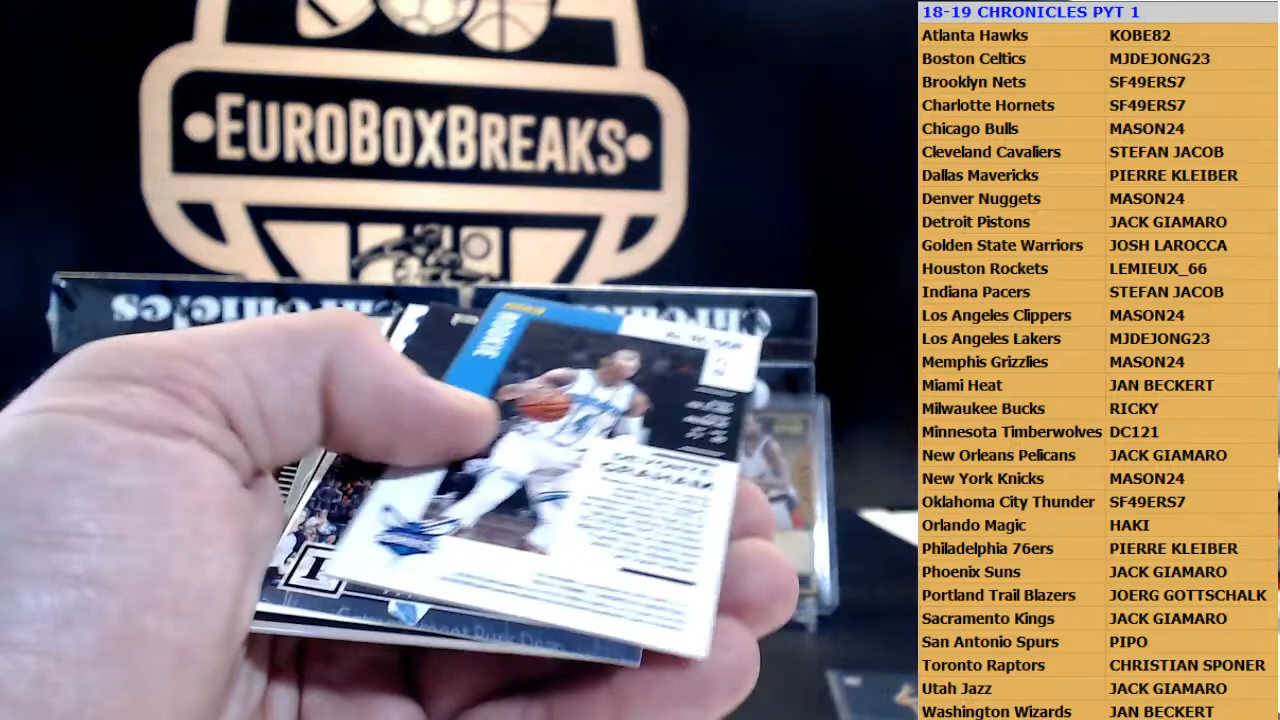 •EUROBOXBREAKS•
Chronicles
Chronicles
ROOKIE
DEVONTE
GRAHAM
18-19 CHRONICLES PYT 1
Atlanta Hawks KOBE82
Boston Celtics MJDEJONG23
Brooklyn Nets SF49ERS7
Charlotte Hornets SF49ERS7
Chicago Bulls MASON24
Cleveland Cavaliers STEFAN JACOB
Dallas Mavericks PIERRE KLEIBER
Denver Nuggets MASON24
Detroit Pistons JACK GIAMARO
Golden State Warriors JOSH LAROCCA
Houston Rockets LEMIEUX_66
Indiana Pacers STEFAN JACOB
Los Angeles Clippers MASON24
Los Angeles Lakers MJDEJONG23
Memphis Grizzlies MASON24
Miami Heat JAN BECKERT
Milwaukee Bucks RICKY
Minnesota Timberwolves DC121
New Orleans Pelicans JACK GIAMARO
New York Knicks MASON24
Oklahoma City Thunder SF49ERS7
Orlando Magic HAKI
Philadelphia 76ers PIERRE KLEIBER
Phoenix Suns JACK GIAMARO
Portland Trail Blazers JOERG GOTTSCHALK
Sacramento Kings JACK GIAMARO
San Antonio Spurs PIPO
Toronto Raptors CHRISTIAN SPONER
Utah Jazz JACK GIAMARO
Washington Wizards JAN BECKERT